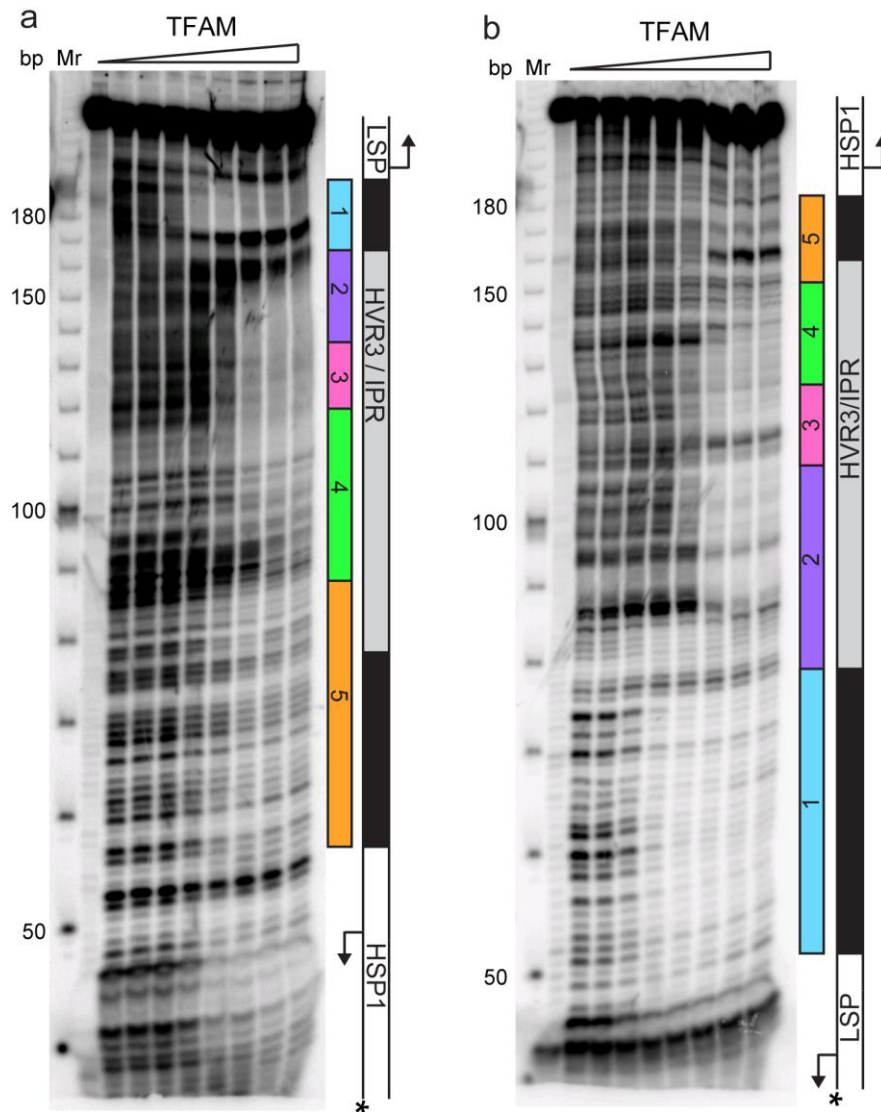 a
TFAM
bp Mr
180
150
100
50
1
2
3
4
5
LSP
HVR3 / IPR
HSP1
*
b
TFAM
bp Mr
180
150
100
50
5
4
3
2
1
HSP1
HVR3/IPR
LSP
*